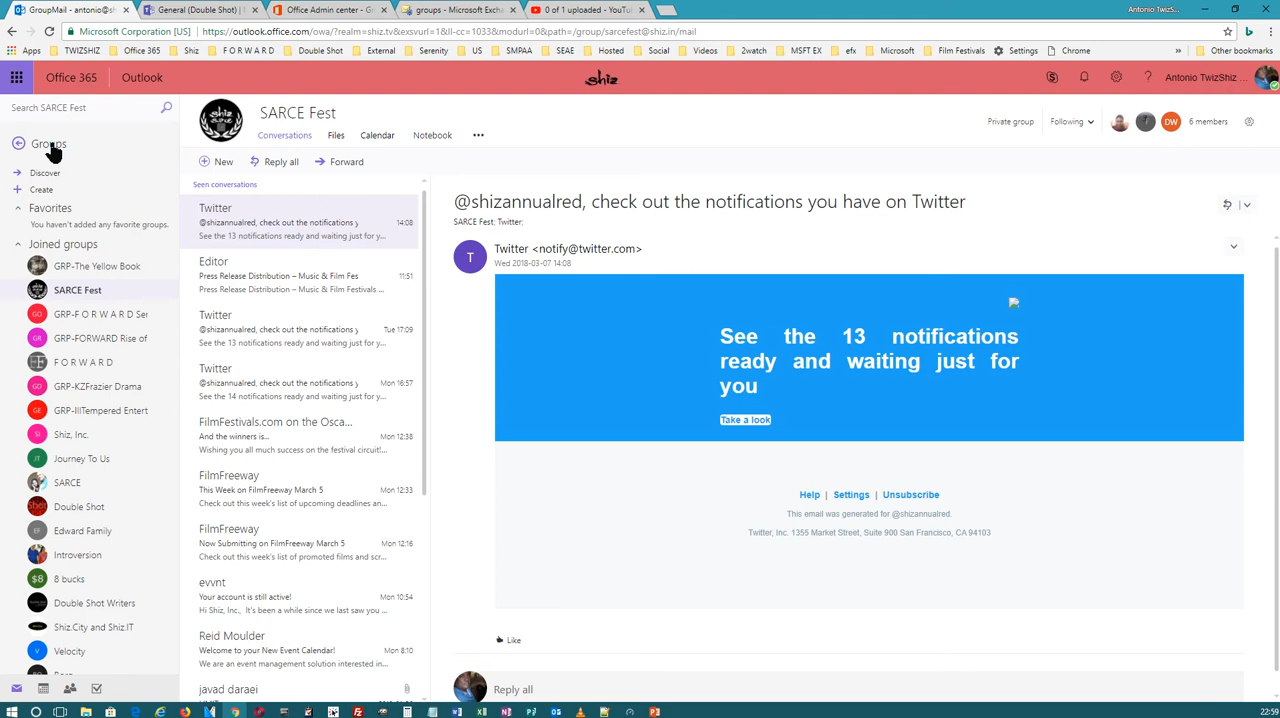 GroupMail - antonio@sh
General (Double Shot) |
Office Admin center - Gr
groups - Microsoft Excha
0 of 1 uploaded - YouTu
Antonio TwizShiz
Microsoft Corporation [US]
https://outlook.office.com/owa/?realm=shiz.tv&exsvurl=1&ll-cc=1033&modurl=0&path=/group/sarcefest@shiz.in/mail
Apps
TWIZSHIZ
Office 365
Shiz
F O R W A R D
Double Shot
External
Serenity
US
SMPAA
SEAE
Hosted
Social
Videos
2watch
MSFT EX
efx
Microsoft
Film Festivals
Settings
Chrome
»
Other bookmarks
Office 365
Outlook
shiz
?
Antonio TwizShiz ...
Search SARCE Fest
Groups
Discover
Create
Favorites
You haven't added any favorite groups.
Joined groups
GRP-The Yellow Book
SARCE Fest
GO GRP-F O R W A R D Ser
GR GRP-FORWARD Rise of
F O R W A R D
GD GRP-KZFrazier Drama
GE GRP-IllTempered Entert
SI Shiz, Inc.
JT Journey To Us
SARCE
Double Shot
EF Edward Family
Introversion
$8 8 bucks
Double Shot Writers
Shiz.City and Shiz.IT
V Velocity
SARCE Fest
Conversations
Files
Calendar
Notebook
•••
Private group
Following
DW
6 members
New
Reply all
Forward
Seen conversations
Twitter
@shizannualred, check out the notifications y 14:08
See the 13 notifications ready and waiting just for y...
Editor
Press Release Distribution – Music & Film Fes 11:51
Press Release Distribution – Music & Film Festivals ...
Twitter
@shizannualred, check out the notifications y Tue 17:09
See the 13 notifications ready and waiting just for y...
Twitter
@shizannualred, check out the notifications y Mon 16:57
See the 14 notifications ready and waiting just for y...
FilmFestivals.com on the Osca...
And the winners is... Mon 12:38
Wishing you all much success on the festival circuit!...
FilmFreeway
This Week on FilmFreeway March 5 Mon 12:33
Check out this week's list of upcoming deadlines an...
FilmFreeway
Now Submitting on FilmFreeway March 5 Mon 12:16
Check out this week's list of promoted films and scr...
evvnt
Your account is still active! Mon 10:54
Hi Shiz, Inc., It's been a while since we last saw you ...
Reid Moulder
Welcome to your New Event Calendar! Mon 8:10
We are an event management solution interested in...
javad daraei
@shizannualred, check out the notifications you have on Twitter
SARCE Fest; Twitter;
T
Twitter <notify@twitter.com>
Wed 2018-03-07 14:08
See the 13 notifications
ready and waiting just for
you
Take a look
Help | Settings | Unsubscribe
This email was generated for @shizannualred.
Twitter, Inc. 1355 Market Street, Suite 900 San Francisco, CA 94103
Like
Reply all
22:59